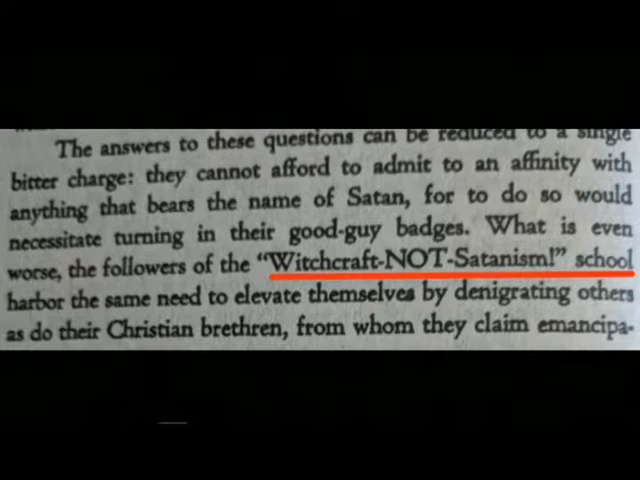 The answers to these questions can be reduced to a single
bitter charge: they cannot afford to admit to an affinity with
anything that bears the name of Satan, for to do so would
necessitate turning in their good-guy badges. What is even
worse, the followers of the “Witchcraft-NOT-Satanism!” school
harbor the same need to elevate themselves by denigrating others
as do their Christian brethren, from whom they claim emancipa-